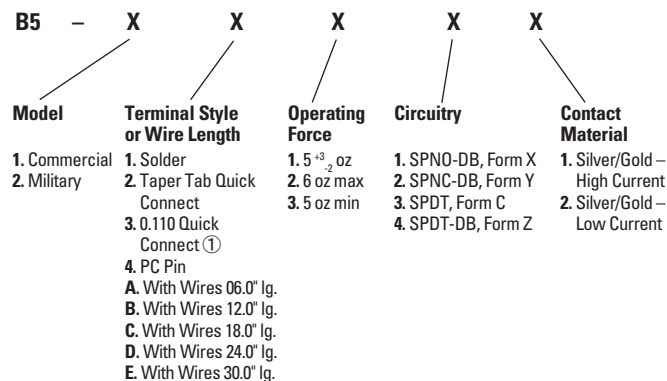 B5 – X X X X X
Model
1. Commercial
2. Military
Terminal Style
or Wire Length
1. Solder
2. Taper Tab Quick
Connect
3. 0.110 Quick
Connect ①
4. PC Pin
A. With Wires 06.0" lg.
B. With Wires 12.0" lg.
C. With Wires 18.0" lg.
D. With Wires 24.0" lg.
E. With Wires 30.0" lg.
Operating
Force
1. 5 +3 -2 oz
2. 6 oz max
3. 5 oz min
Circuitry
1. SPNO-DB, Form X
2. SPNC-DB, Form Y
3. SPDT, Form C
4. SPDT-DB, Form Z
Contact
Material
1. Silver/Gold –
High Current
2. Silver/Gold –
Low Current